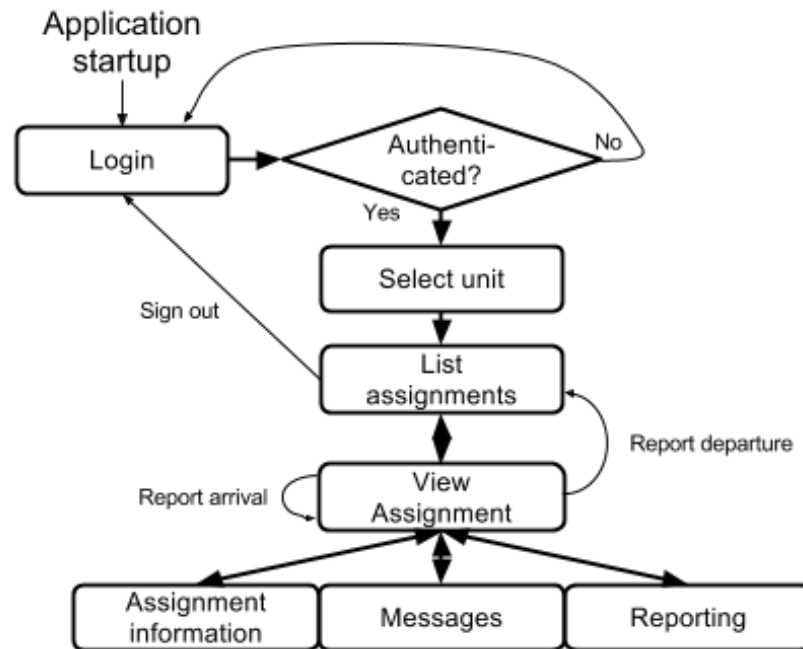 Application
startup
Login
Authenti-
cated?
No
Yes
Select unit
Sign out
List
assignments
Report departure
View
Assignment
Report arrival
Assignment
information
Messages
Reporting